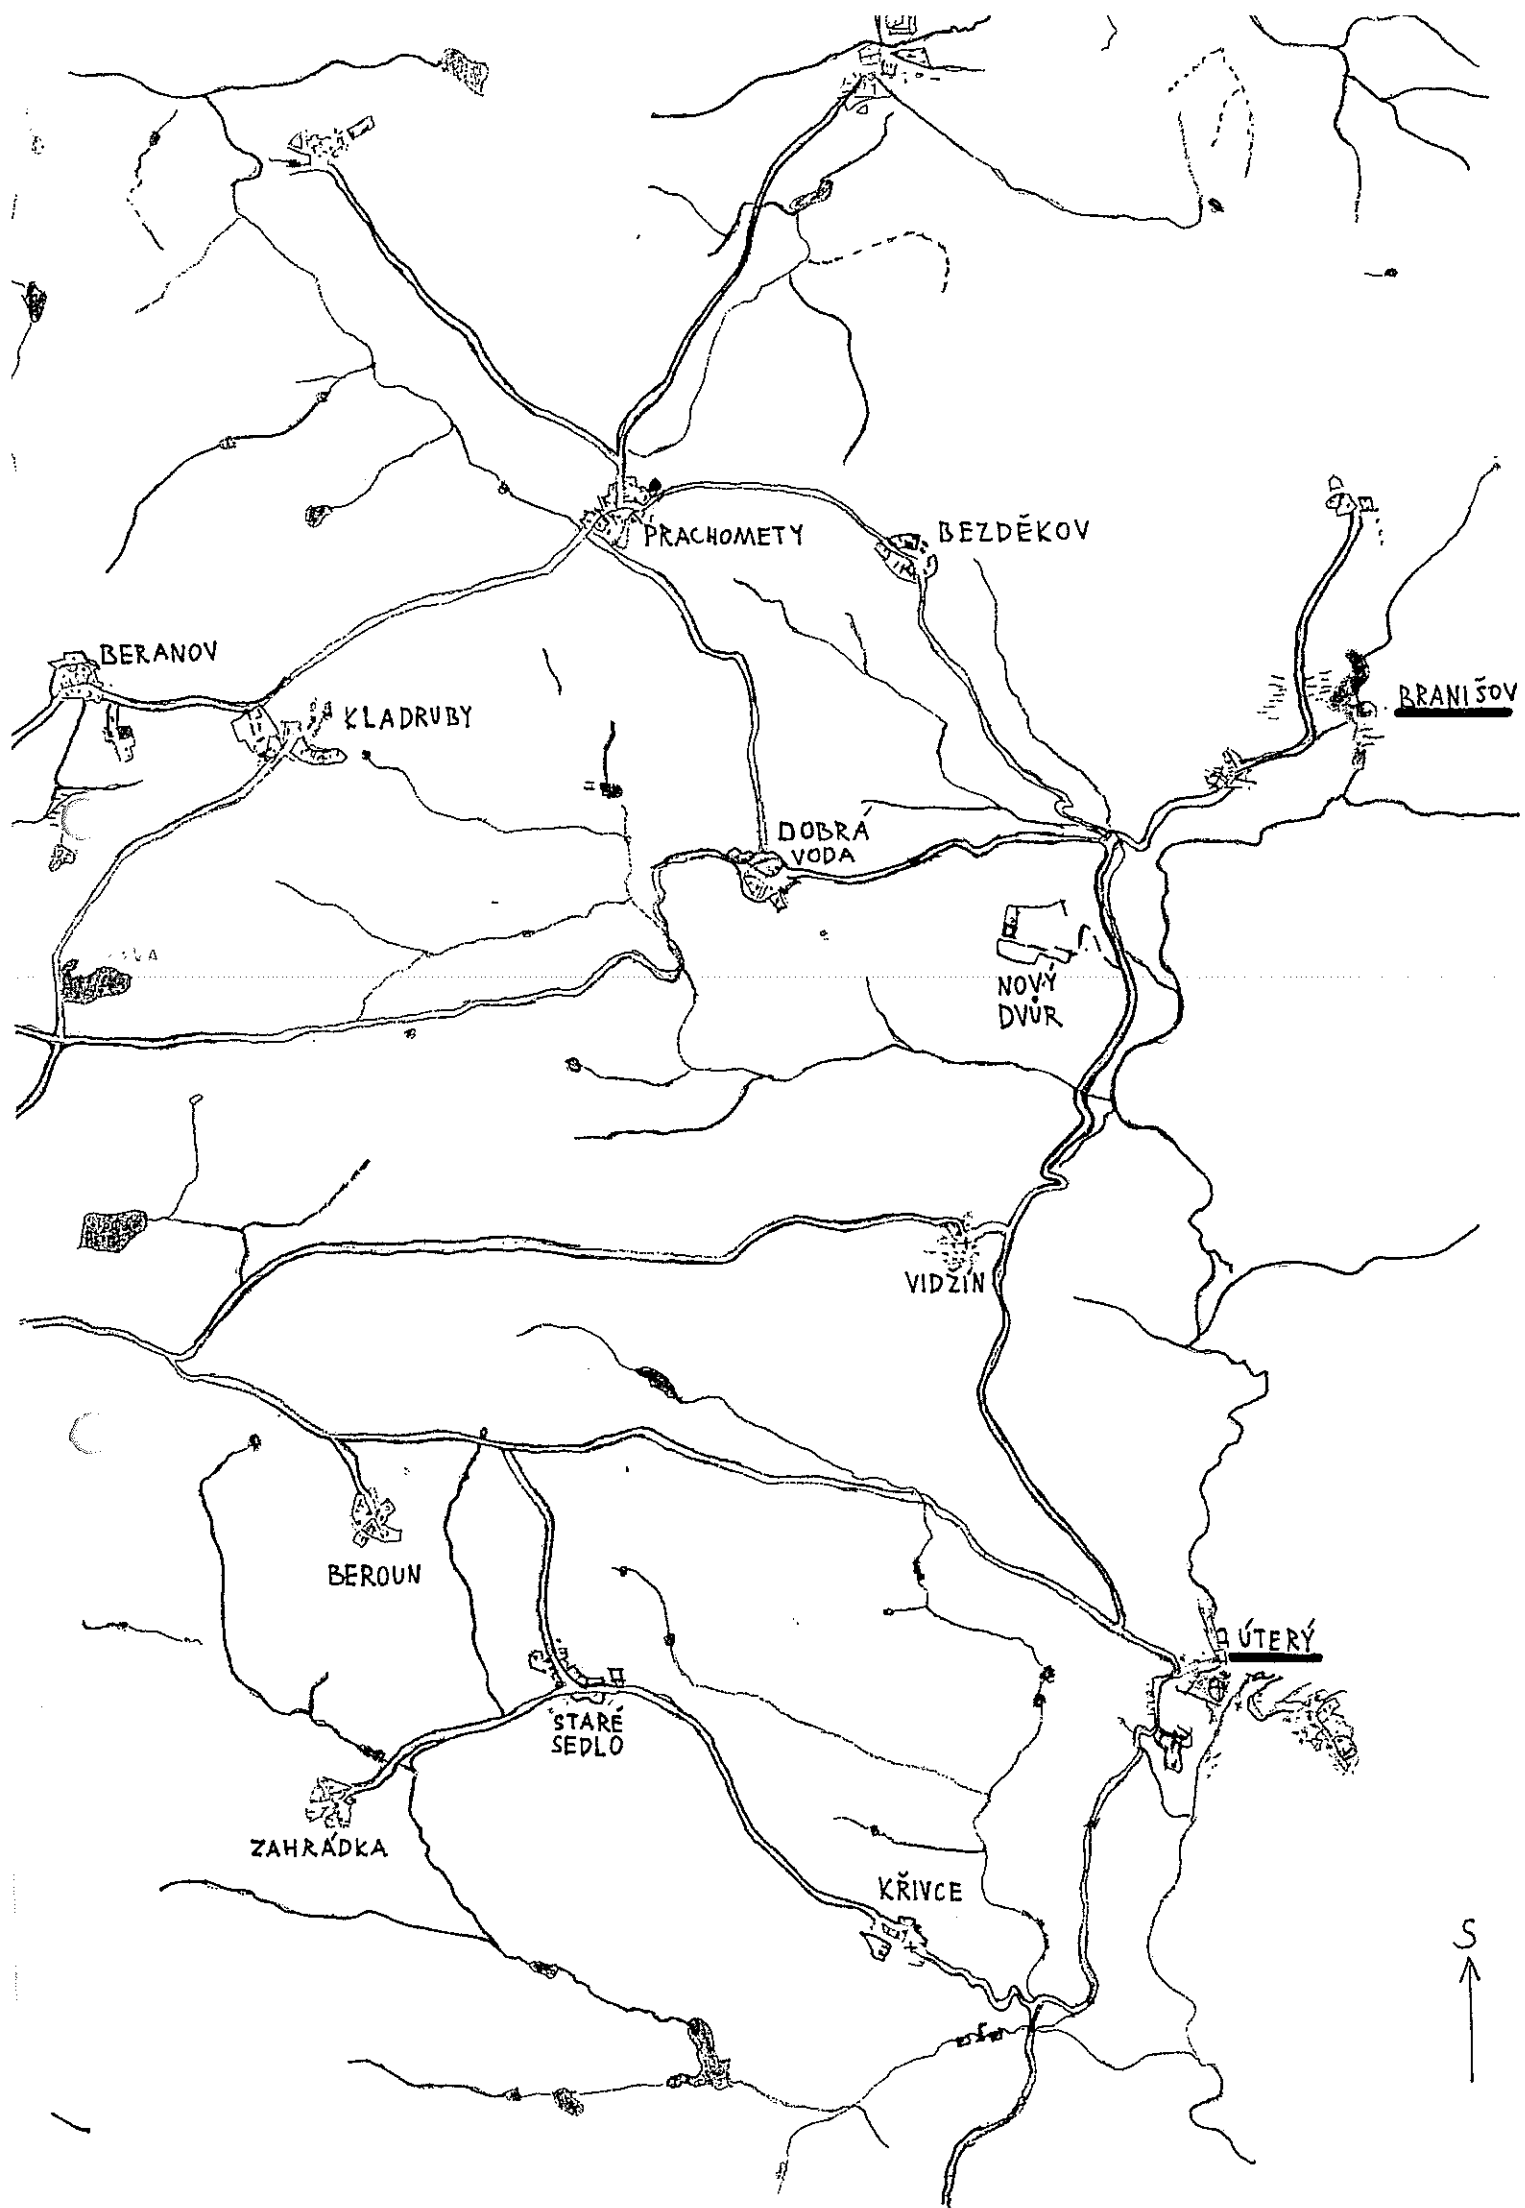 PRACHOMETY
BEZDĚKOV
BERANOV
BRANIŠOV
KLADRUBY
DOBRÁ
VODA
NOVÝ
DVŮR
VIDŽÍN
BEROUN
ÚTERÝ
STARÉ
SEDLO
ZAHRÁDKA
KŘIVCE
S